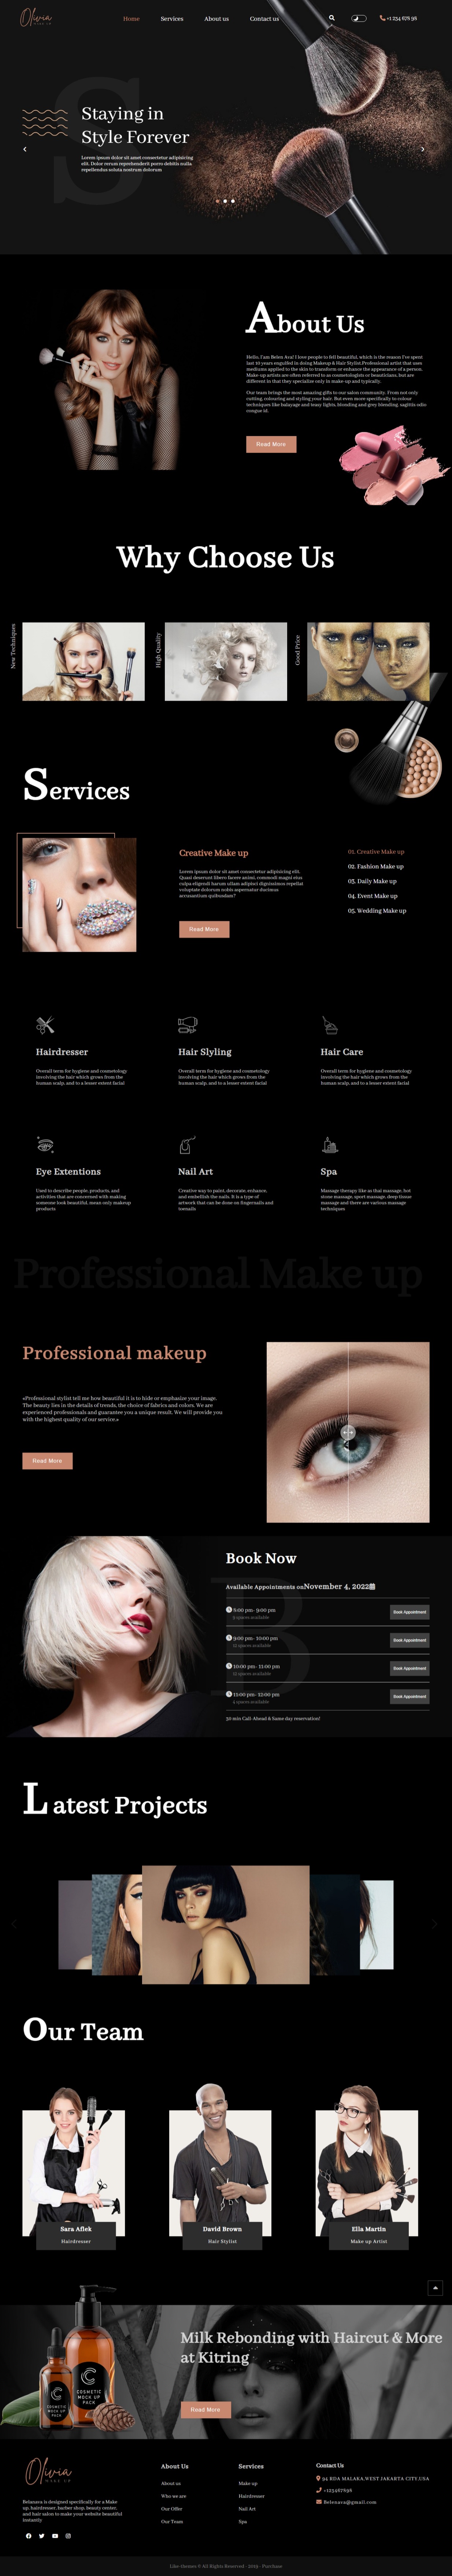 Olivia
MAKE UP
Home Services About us Contact us +1 234 678 98
S
Staying in
Style Forever
Lorem ipsum dolor sit amet consectetur adipisicing
elit. Dolor rerum reprehenderit porro debitis nulla
repellendus soluta nostrum dolorum
About Us
Hello, I'am Belen Ava! I love people to fell beautiful, which is the reason I've spent
last 10 years engulfed in doing Makeup & Hair Stylist.Professional artist that uses
mediums applied to the skin to transform or enhance the appearance of a person.
Make-up artists are often referred to as cosmetologists or beauticians, but are
different in that they specialize only in make-up and typically.
Our team brings the most amazing gifts to our salon community. From not only
cutting, colouring and styling your hair. But even more specifically to colour
techniques like balayage and teasy lights, blonding and grey blending, sagittis odio
congue id.
Read More
Why Choose Us
New Techniques
High Quality
Good Price
Services
Creative Make up
Lorem ipsum dolor sit amet consectetur adipisicing elit.
Quasi deserunt libero facere animi, commodi magni eius
culpa eligendi harum ullam adipisci dignissimos repellat
voluptate dolorum nobis aspernatur ducimus
accusantium quibusdam?
Read More
01. Creative Make up
02. Fashion Make up
03. Daily Make up
04. Event Make up
05. Wedding Make up
Hairdresser
Overall term for hygiene and cosmetology
involving the hair which grows from the
human scalp, and to a lesser extent facial
Hair Slyling
Overall term for hygiene and cosmetology
involving the hair which grows from the
human scalp, and to a lesser extent facial
Hair Care
Overall term for hygiene and cosmetology
involving the hair which grows from the
human scalp, and to a lesser extent facial
Eye Extentions
Used to describe people, products, and
activities that are concerned with making
someone look beautiful, mean only makeup
products
Nail Art
Creative way to paint, decorate, enhance,
and embellish the nails. It is a type of
artwork that can be done on fingernails and
toenails
Spa
Massage therapy like as thai massage, hot
stone massage, sport massage, deep tissue
massage and there are various massage
techniques
Professional Make up
Professional makeup
«Professional stylist tell me how beautiful it is to hide or emphasize your image.
The beauty lies in the details of trends, the choice of fabrics and colors. We are
experienced professionals and guarantee you a unique result. We will provide you
with the highest quality of our service.»
Read More
B
Book Now
Available Appointments on November 4, 2022
8:00 pm- 9:00 pm
9 spaces available
Book Appointment
9:00 pm- 10:00 pm
Book Appointment
10:00 pm- 11:00 pm
Book Appointment
Book Appointment
30 min Call-Ahead & Same day reservation!
Latest Projects
Our Team
Sara Aflek
Hairdresser
David Brown
Hair Stylist
Ella Martin
Make up Artist
C
COSMETIC
MOCK UP
PACK
C
COSMETIC
MOCK UP
PACK
Milk Rebonding with Haircut & More
at Kitring
Read More
Olivia
MAKE UP
Belanava is designed specifically for a Make
up, hairdresser, barber shop, beauty center,
and hair salon to make your website beautiful
instantly
About Us
About us
Who we are
Our Offer
Our Team
Services
Make up
Hairdresser
Nail Art
Spa
Contact Us
94 RDA MALAKA,WEST JAKARTA CITY,USA
+123467698
Belenava@gmail.com
Like-themes © All Rights Reserved - 2019 - Purchase